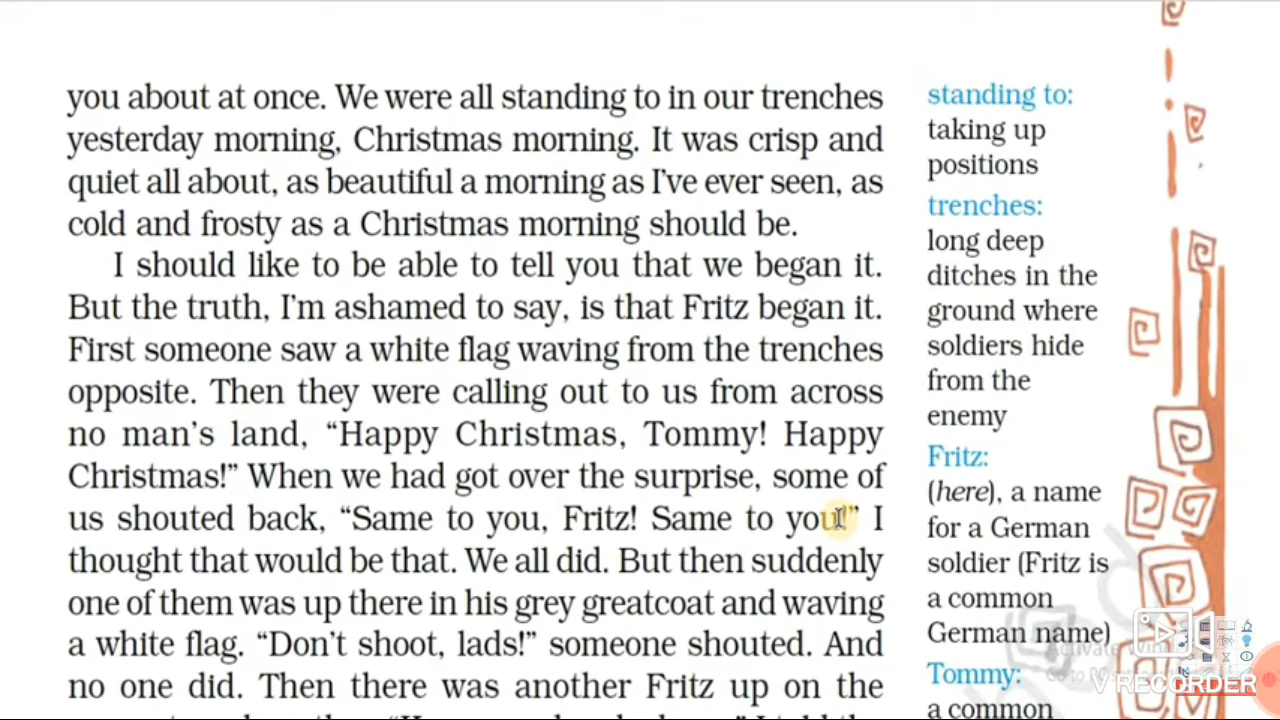 you about at once. We were all standing to in our trenches
yesterday morning, Christmas morning. It was crisp and
quiet all about, as beautiful a morning as I've ever seen, as
cold and frosty as a Christmas morning should be.
I should like to be able to tell you that we began it.
But the truth, I'm ashamed to say, is that Fritz began it.
First someone saw a white flag waving from the trenches
opposite. Then they were calling out to us from across
no man's land, “Happy Christmas, Tommy! Happy
Christmas!” When we had got over the surprise, some of
us shouted back, “Same to you, Fritz! Same to you!” I
thought that would be that. We all did. But then suddenly
one of them was up there in his grey greatcoat and waving
a white flag. “Don't shoot, lads!” someone shouted. And
no one did. Then there was another Fritz up on the
standing to:
taking up
positions
trenches:
long deep
ditches in the
ground where
soldiers hide
from the
enemy
Fritz:
(here), a name
for a German
soldier (Fritz is
a common
German name)
Tommy:
a common
V RECORDER